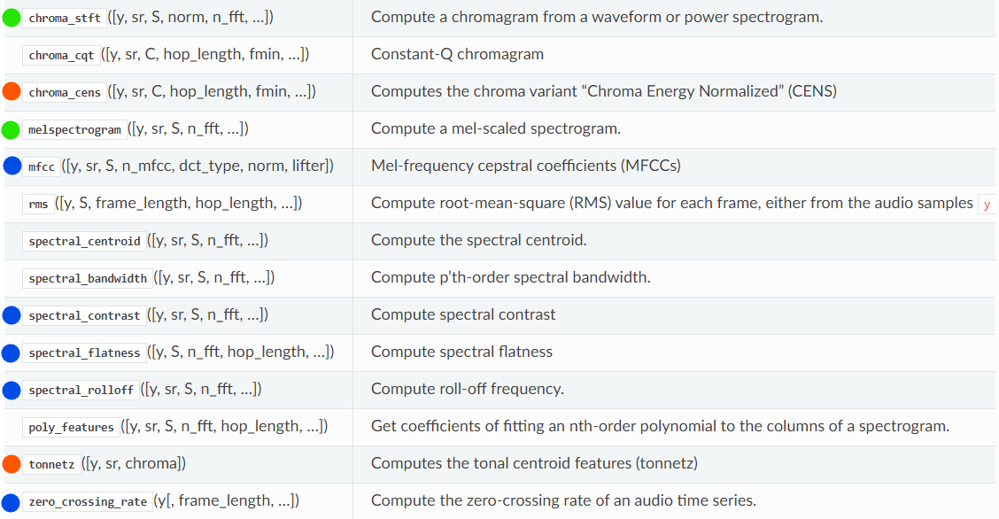 chroma_stft([y, sr, S, norm, n_fft, ...]) Compute a chromagram from a waveform or power spectrogram.
chroma_cqt([y, sr, C, hop_length, fmin, ...]) Constant-Q chromagram
chroma_cens([y, sr, C, hop_length, fmin, ...]) Computes the chroma variant “Chroma Energy Normalized” (CENS)
melspectrogram([y, sr, S, n_fft, ...]) Compute a mel-scaled spectrogram.
mfcc([y, sr, S, n_mfcc, dct_type, norm, lifter]) Mel-frequency cepstral coefficients (MFCCs)
rms([y, S, frame_length, hop_length, ...]) Compute root-mean-square (RMS) value for each frame, either from the audio samples y
spectral_centroid([y, sr, S, n_fft, ...]) Compute the spectral centroid.
spectral_bandwidth([y, sr, S, n_fft, ...]) Compute p’th-order spectral bandwidth.
spectral_contrast([y, sr, S, n_fft, ...]) Compute spectral contrast
spectral_flatness([y, S, n_fft, hop_length, ...]) Compute spectral flatness
spectral_rolloff([y, sr, S, n_fft, ...]) Compute roll-off frequency.
poly_features([y, sr, S, n_fft, hop_length, ...]) Get coefficients of fitting an nth-order polynomial to the columns of a spectrogram.
tonnetz([y, sr, chroma]) Computes the tonal centroid features (tonnetz)
zero_crossing_rate(y[, frame_length, ...]) Compute the zero-crossing rate of an audio time series.